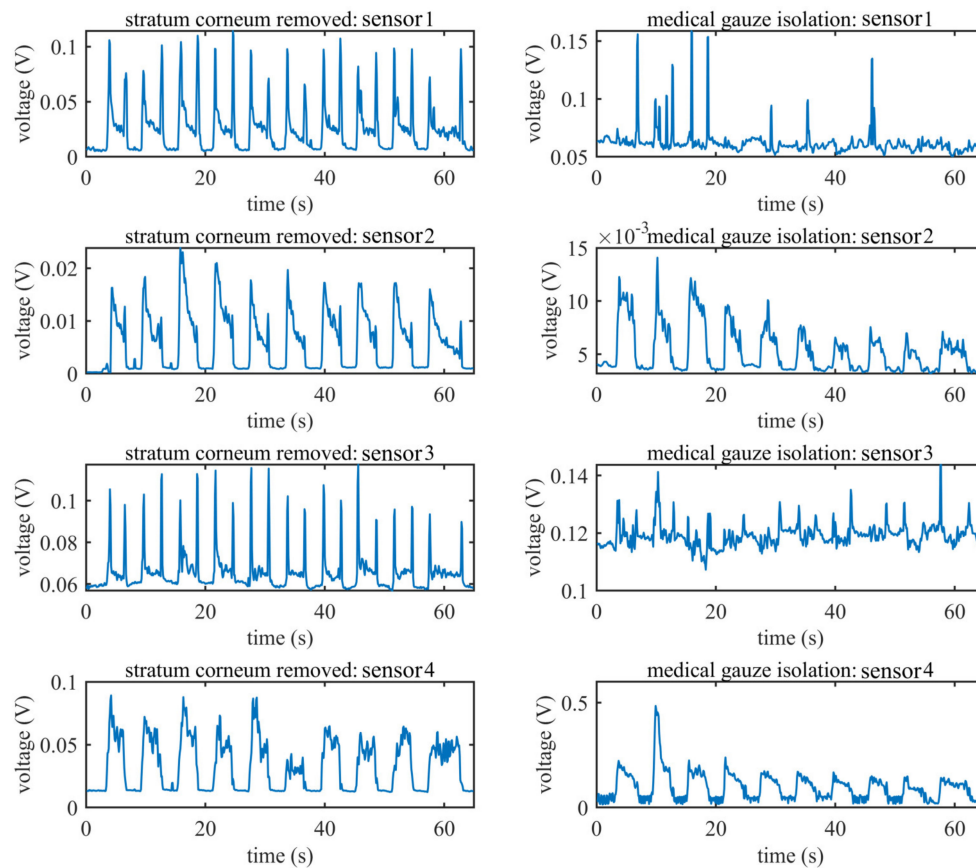 stratum corneum removed: sensor1
voltage (V)
0.1
0.05
0
0 20 40 60
time (s)
medical gauze isolation: sensor1
voltage (V)
0.15
0.1
0.05
0 20 40 60
time (s)
stratum corneum removed: sensor2
voltage (V)
0.02
0.01
0
0 20 40 60
time (s)
×10-3 medical gauze isolation: sensor2
voltage (V)
15
10
5
0 20 40 60
time (s)
stratum corneum removed: sensor3
voltage (V)
0.1
0.08
0.06
0 20 40 60
time (s)
medical gauze isolation: sensor3
voltage (V)
0.14
0.12
0.1
0 20 40 60
time (s)
stratum corneum removed: sensor4
voltage (V)
0.1
0.05
0
0 20 40 60
time (s)
medical gauze isolation: sensor4
voltage (V)
0.5
0
0 20 40 60
time (s)